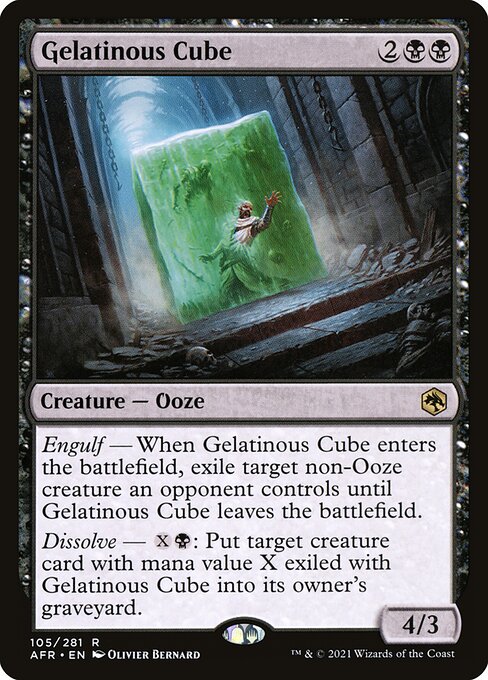 Gelatinous Cube 2
Creature — Ooze
Engulf — When Gelatinous Cube enters
the battlefield, exile target non-Ooze
creature an opponent controls until
Gelatinous Cube leaves the battlefield.
Dissolve — X: Put target creature
card with mana value X exiled with
Gelatinous Cube into its owner's
graveyard.
4/3
105/281 R
AFR • EN Olivier Bernard
™ & © 2021 Wizards of the Coast